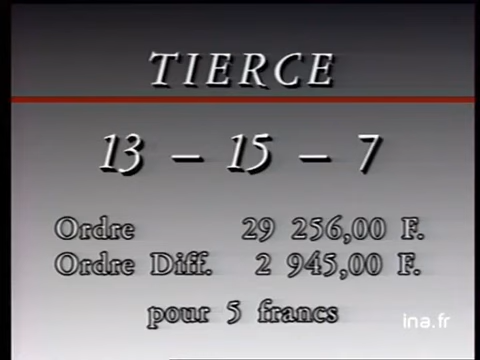 TIERCE
13 - 15 - 7
Ordre 29 256,00 F.
Ordre Diff. 2 945,00 F.
pour 5 francs
ina.fr